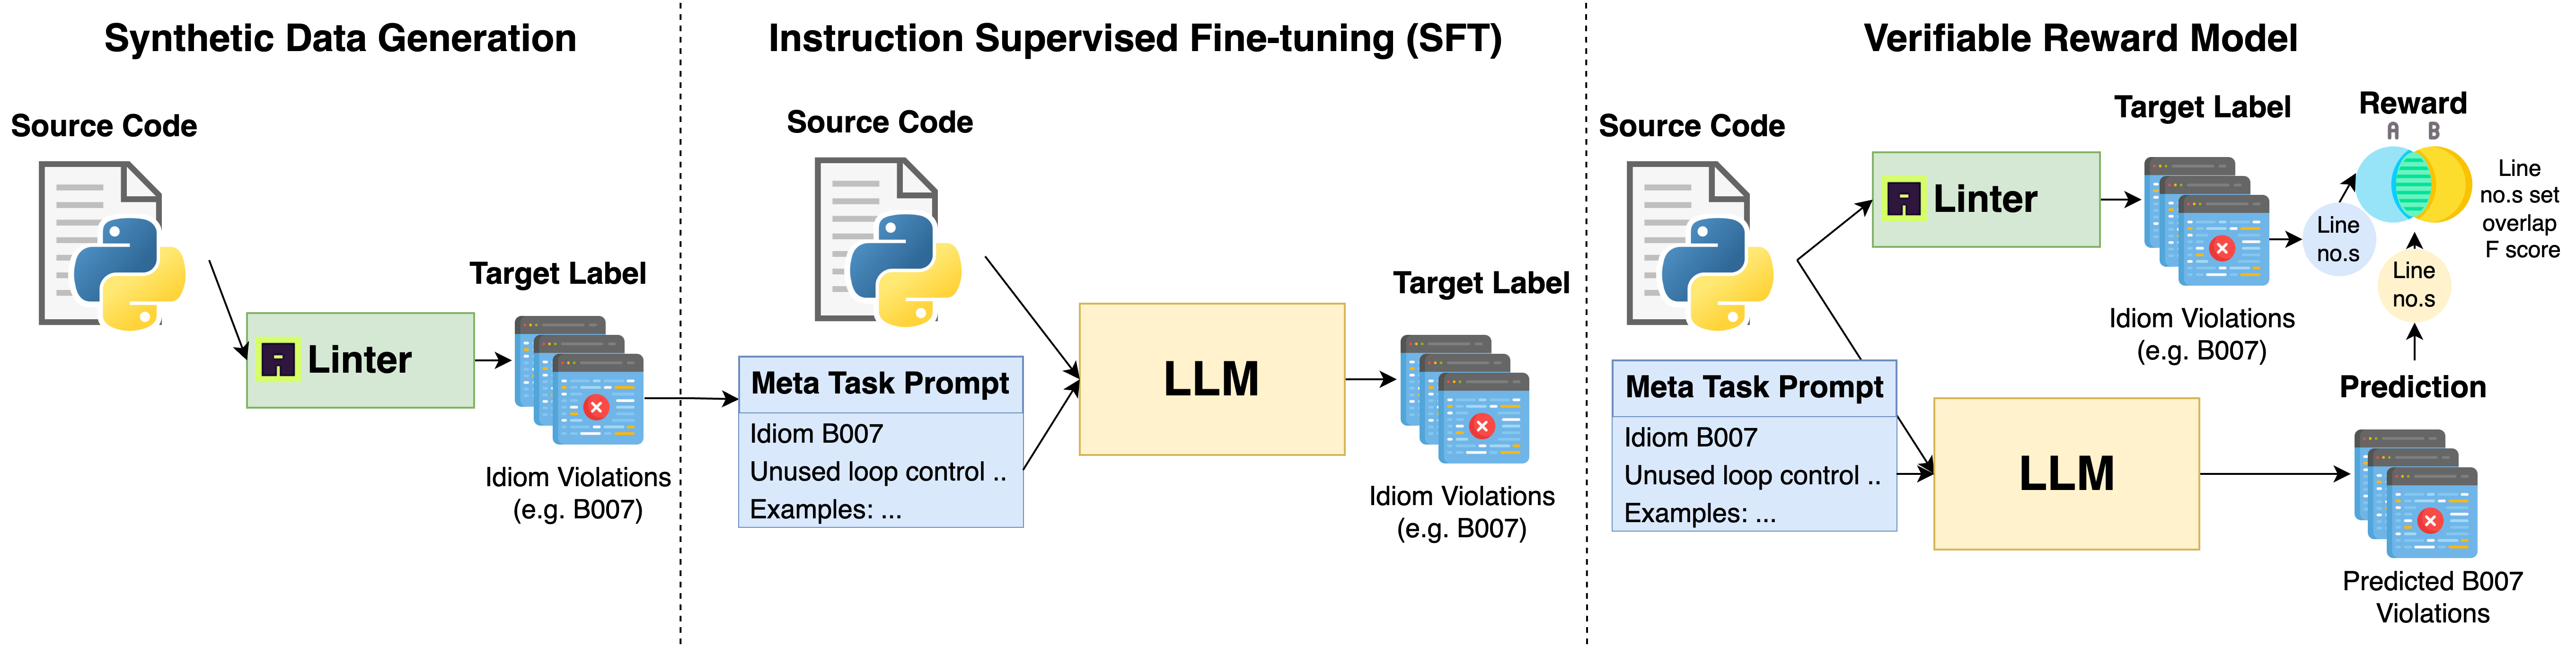 Synthetic Data Generation
Source Code
Linter
Target Label
Idiom Violations
(e.g. B007)
Instruction Supervised Fine-tuning (SFT)
Source Code
Meta Task Prompt
Idiom B007
Unused loop control ..
Examples: ...
LLM
Target Label
Idiom Violations
(e.g. B007)
Verifiable Reward Model
Source Code
Linter
Target Label
Idiom Violations
(e.g. B007)
Line
no.s
Reward
A B
Line
no.s set
overlap
F score
Line
no.s
Meta Task Prompt
Idiom B007
Unused loop control ..
Examples: ...
LLM
Prediction
Predicted B007
Violations